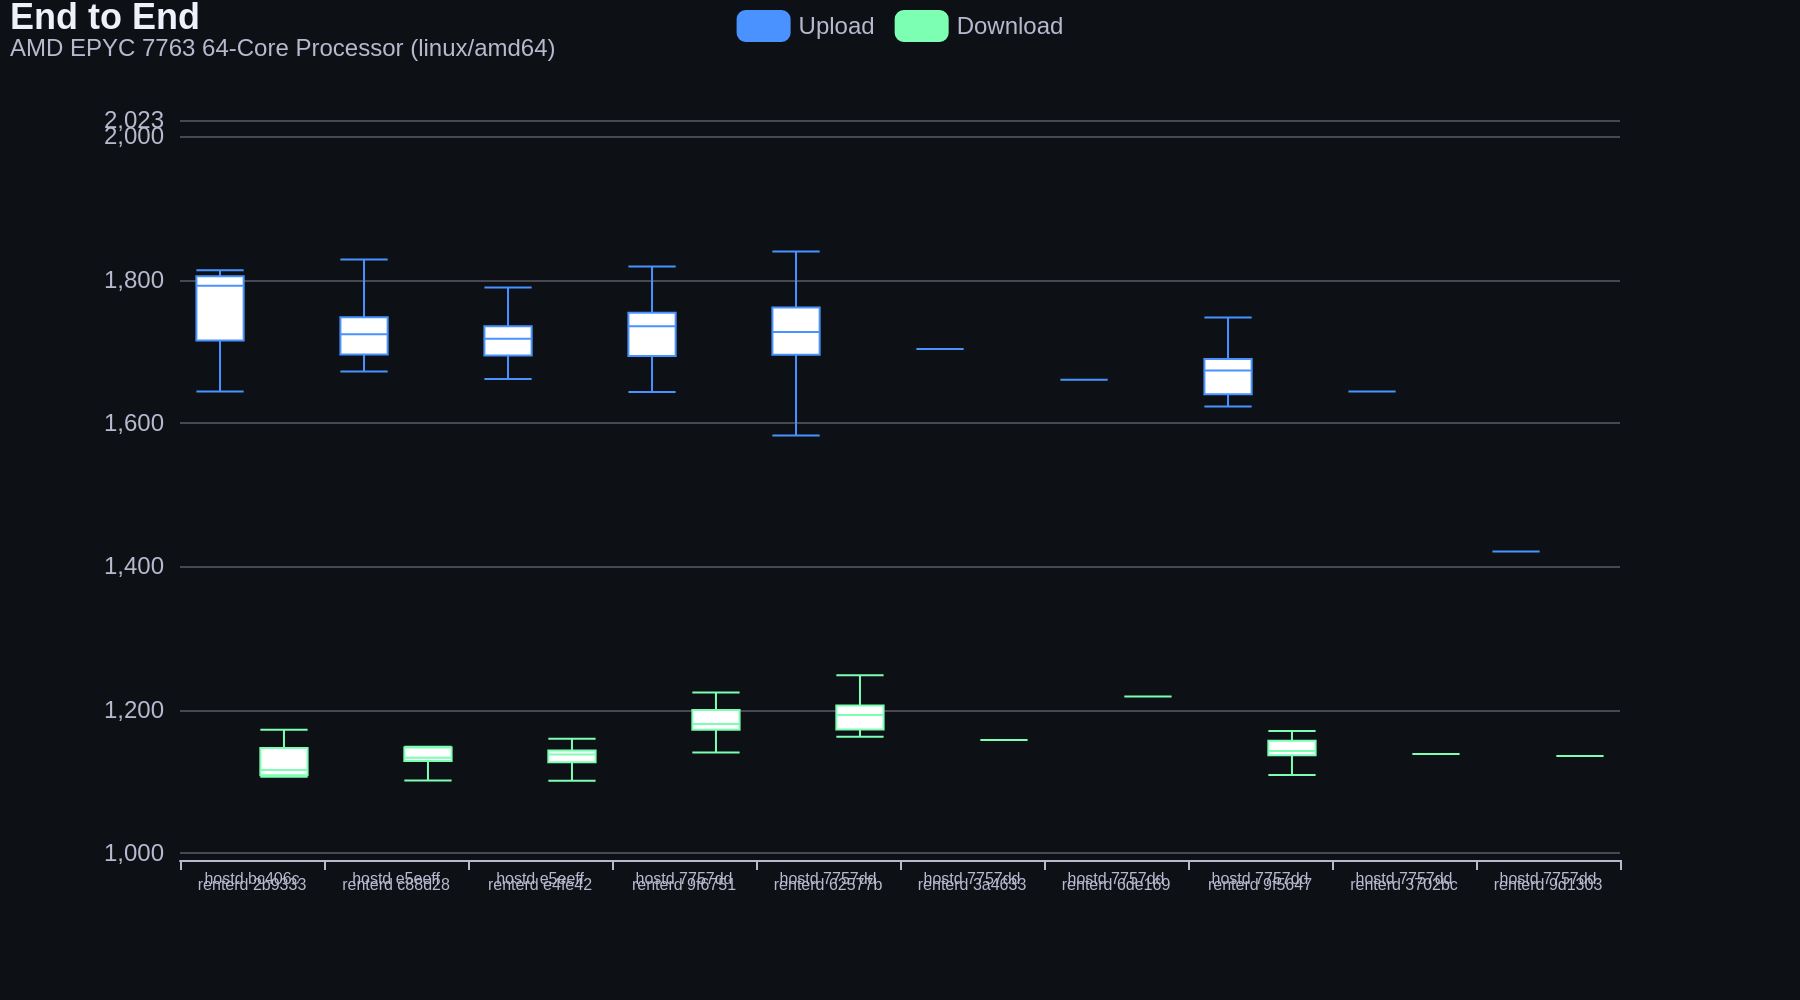 End to End
AMD EPYC 7763 64-Core Processor (linux/amd64)
Upload
Download
2,023
2,000
1,800
1,600
1,400
1,200
1,000
hostd bc406c
renterd 2b9333
hostd e5eeff
renterd c88d28
hostd e5eeff
renterd e4fe42
hostd 7757dd
renterd 9f6751
hostd 7757dd
renterd 62577b
hostd 7757dd
renterd 3a4633
hostd 7757dd
renterd 6de169
hostd 7757dd
renterd 9f5647
hostd 7757dd
renterd 3702bc
hostd 7757dd
renterd 9d1303